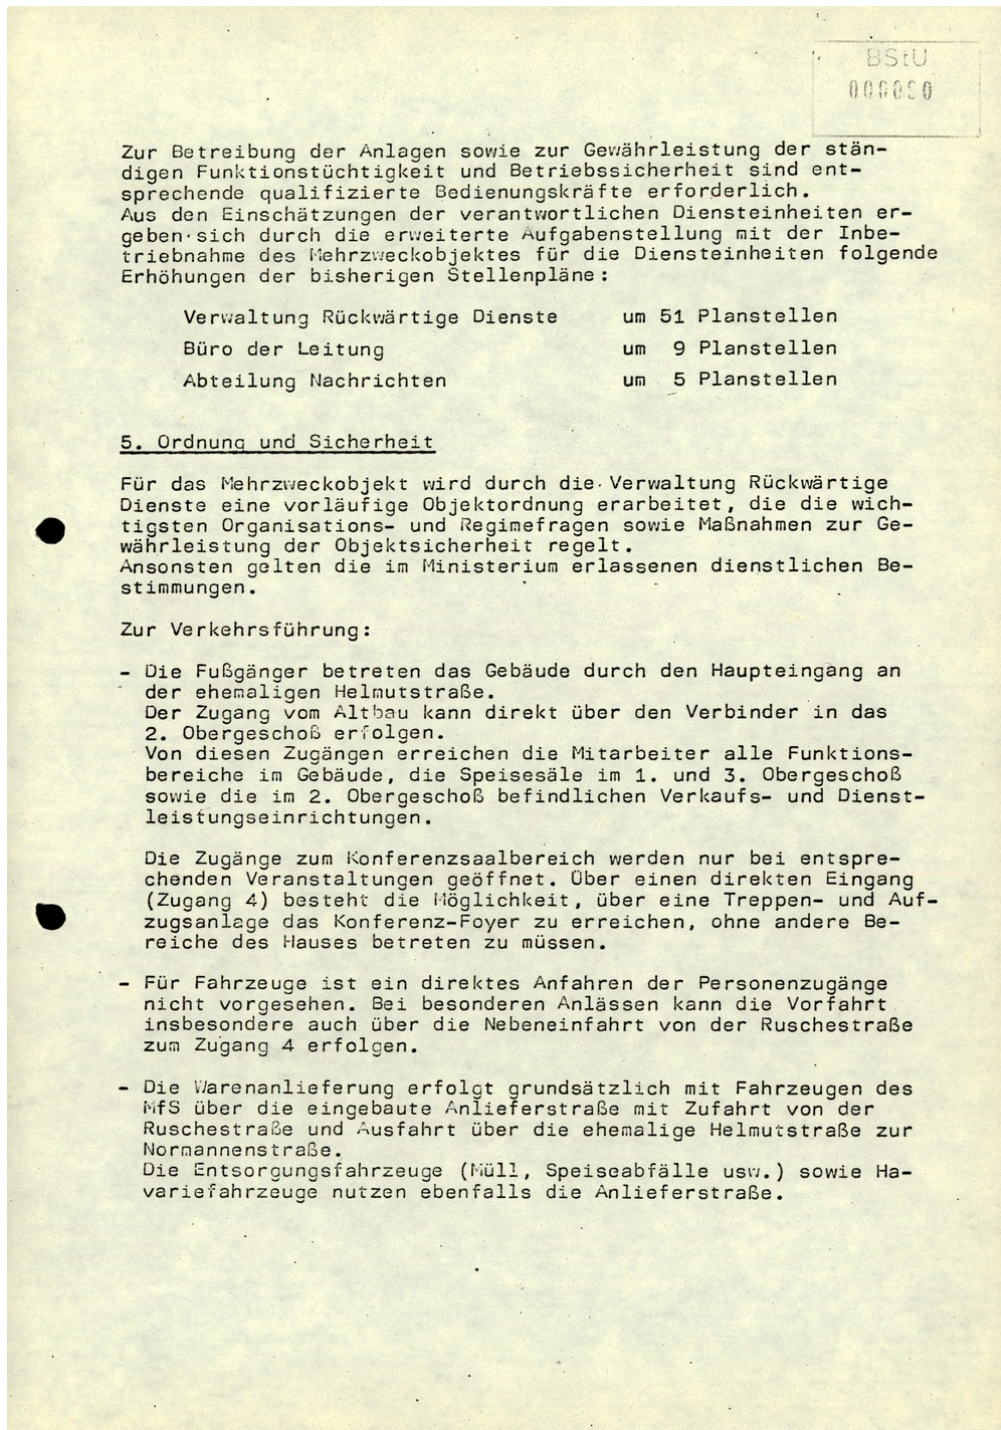 BStU
Zur Betreibung der Anlagen sowie zur Gewährleistung der stän-
digen Funktionstüchtigkeit und Betriebssicherheit sind ent-
sprechende qualifizierte Bedienungskräfte erforderlich.
Aus den Einschätzungen der verantwortlichen Diensteinheiten er-
geben sich durch die erweiterte Aufgabenstellung mit der Inbe-
triebnahme des Mehrzweckobjektes für die Diensteinheiten folgende
Erhöhungen der bisherigen Stellenpläne:
Verwaltung Rückwärtige Dienste um 51 Planstellen
Büro der Leitung um 9 Planstellen
Abteilung Nachrichten um 5 Planstellen
5. Ordnung und Sicherheit
Für das Mehrzweckobjekt wird durch die Verwaltung Rückwärtige
Dienste eine vorläufige Objektordnung erarbeitet, die die wich-
tigsten Organisations- und Regimefragen sowie Maßnahmen zur Ge-
währleistung der Objektsicherheit regelt.
Ansonsten gelten die im Ministerium erlassenen dienstlichen Be-
stimmungen.
Zur Verkehrsführung:
- Die Fußgänger betreten das Gebäude durch den Haupteingang an
der ehemaligen Helmutstraße.
Der Zugang vom Altbau kann direkt über den Verbinder in das
2. Obergeschoß erfolgen.
Von diesen Zugängen erreichen die Mitarbeiter alle Funktions-
bereiche im Gebäude, die Speisesäle im 1. und 3. Obergeschoß
sowie die im 2. Obergeschoß befindlichen Verkaufs- und Dienst-
leistungseinrichtungen.
Die Zugänge zum Konferenzsaalbereich werden nur bei entspre-
chenden Veranstaltungen geöffnet. Über einen direkten Eingang
(Zugang 4) besteht die Möglichkeit, über eine Treppen- und Auf-
zugsanlage das Konferenz-Foyer zu erreichen, ohne andere Be-
reiche des Hauses betreten zu müssen.
- Für Fahrzeuge ist ein direktes Anfahren der Personenzugänge
nicht vorgesehen. Bei besonderen Anlässen kann die Vorfahrt
insbesondere auch über die Nebeneinfahrt von der Ruschestraße
zum Zugang 4 erfolgen.
- Die Warenanlieferung erfolgt grundsätzlich mit Fahrzeugen des
MfS über die eingebaute Anlieferstraße mit Zufahrt von der
Ruschestraße und Ausfahrt über die ehemalige Helmutstraße zur
Normannenstraße.
Die Entsorgungsfahrzeuge (Müll, Speiseabfälle usw.) sowie Ha-
variefahrzeuge nutzen ebenfalls die Anlieferstraße.